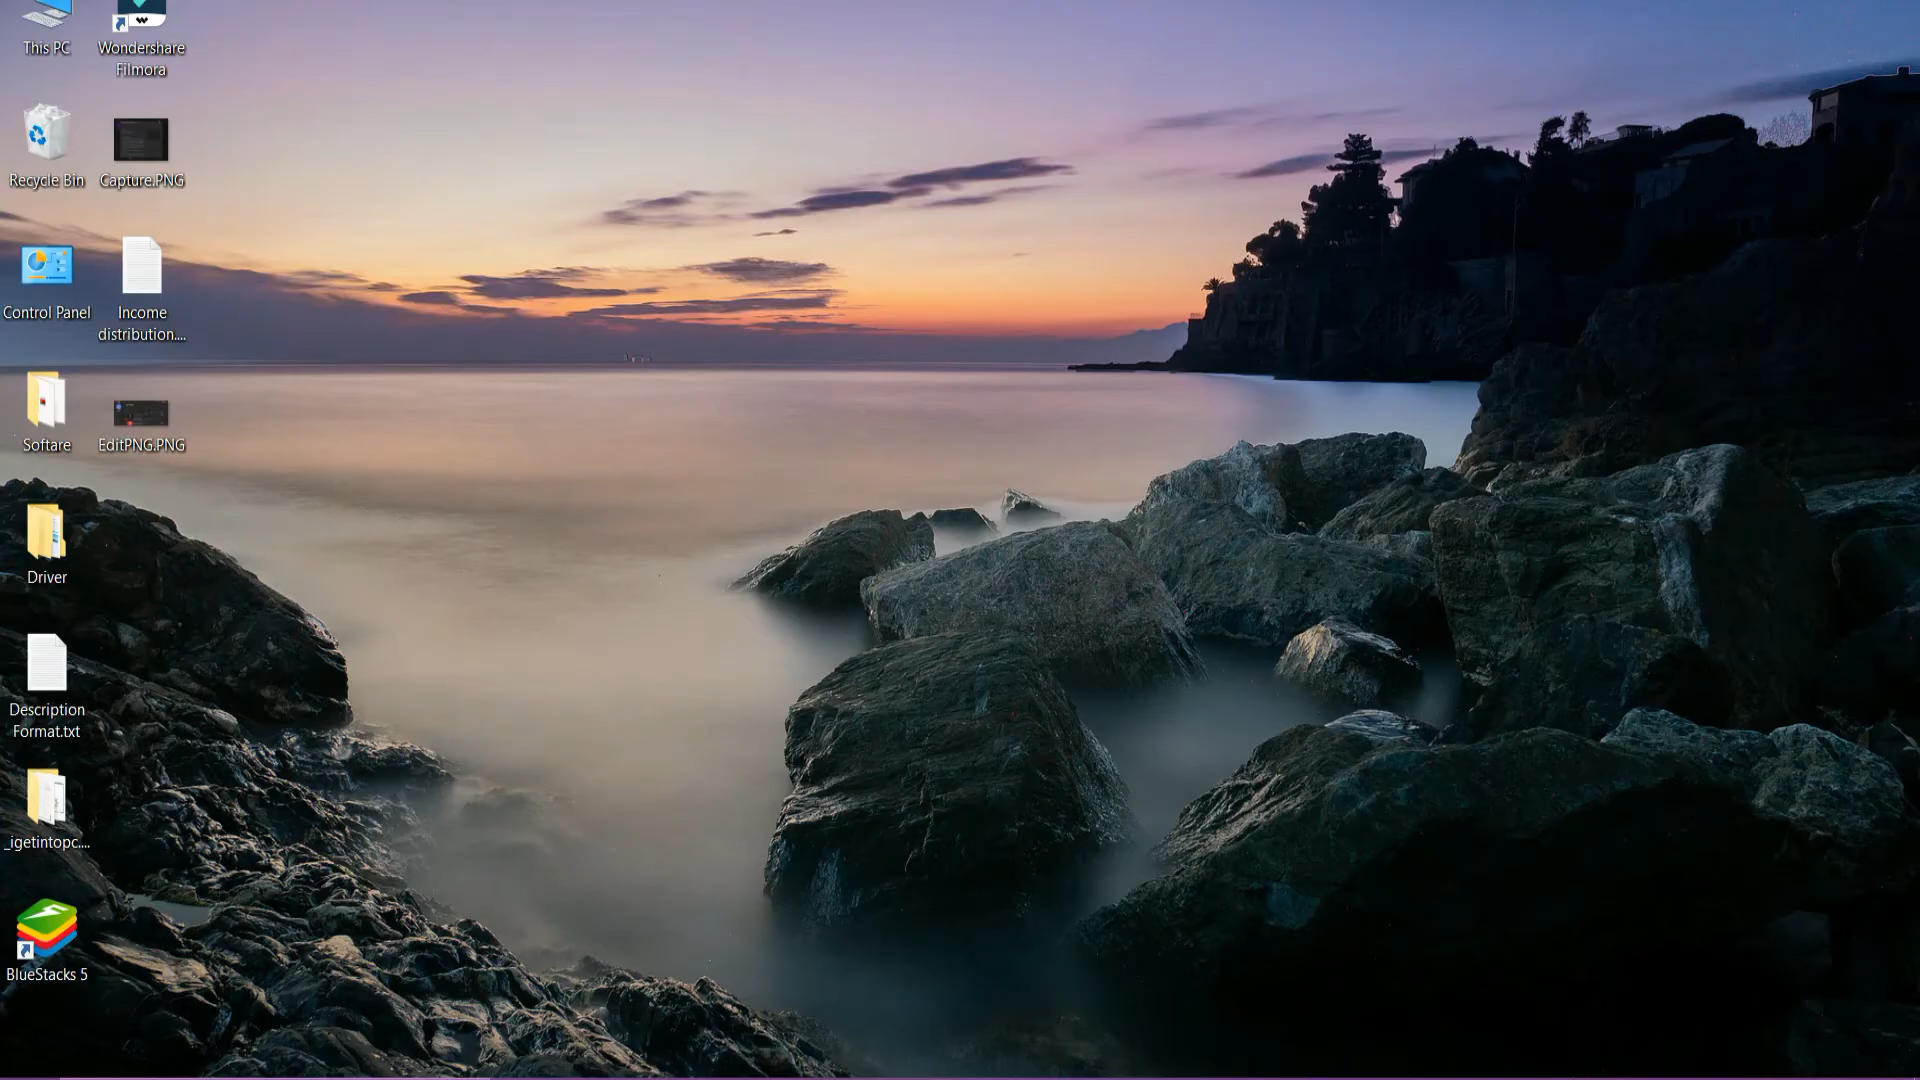 This PC
Wondershare
Filmora
Recycle Bin
Capture.PNG
Control Panel
Income
distribution....
Softare
EditPNG.PNG
Driver
Description
Format.txt
_igetintopc....
BlueStacks 5